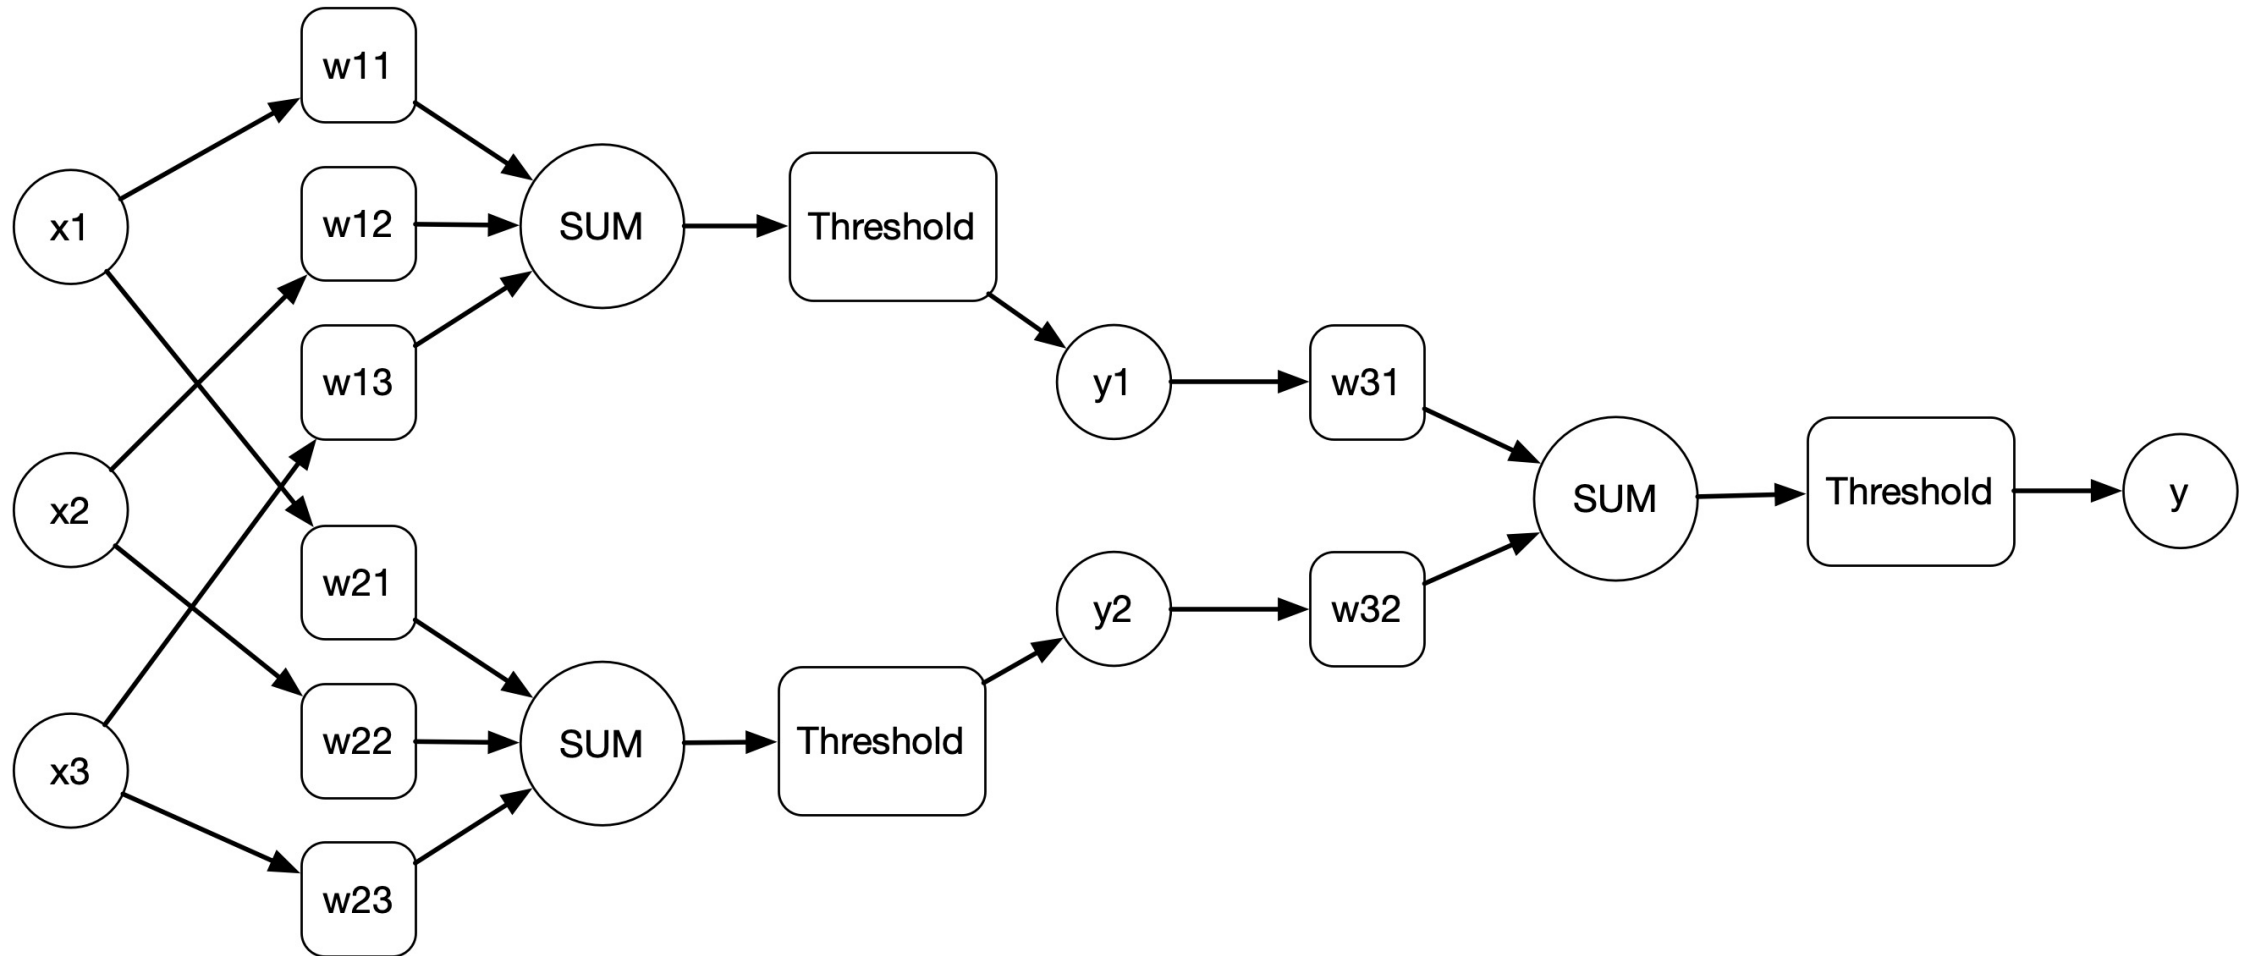 w11
x1
w12
SUM
Threshold
w13
y1
w31
x2
SUM
Threshold
y
w21
y2
w32
x3
w22
SUM
Threshold
w23